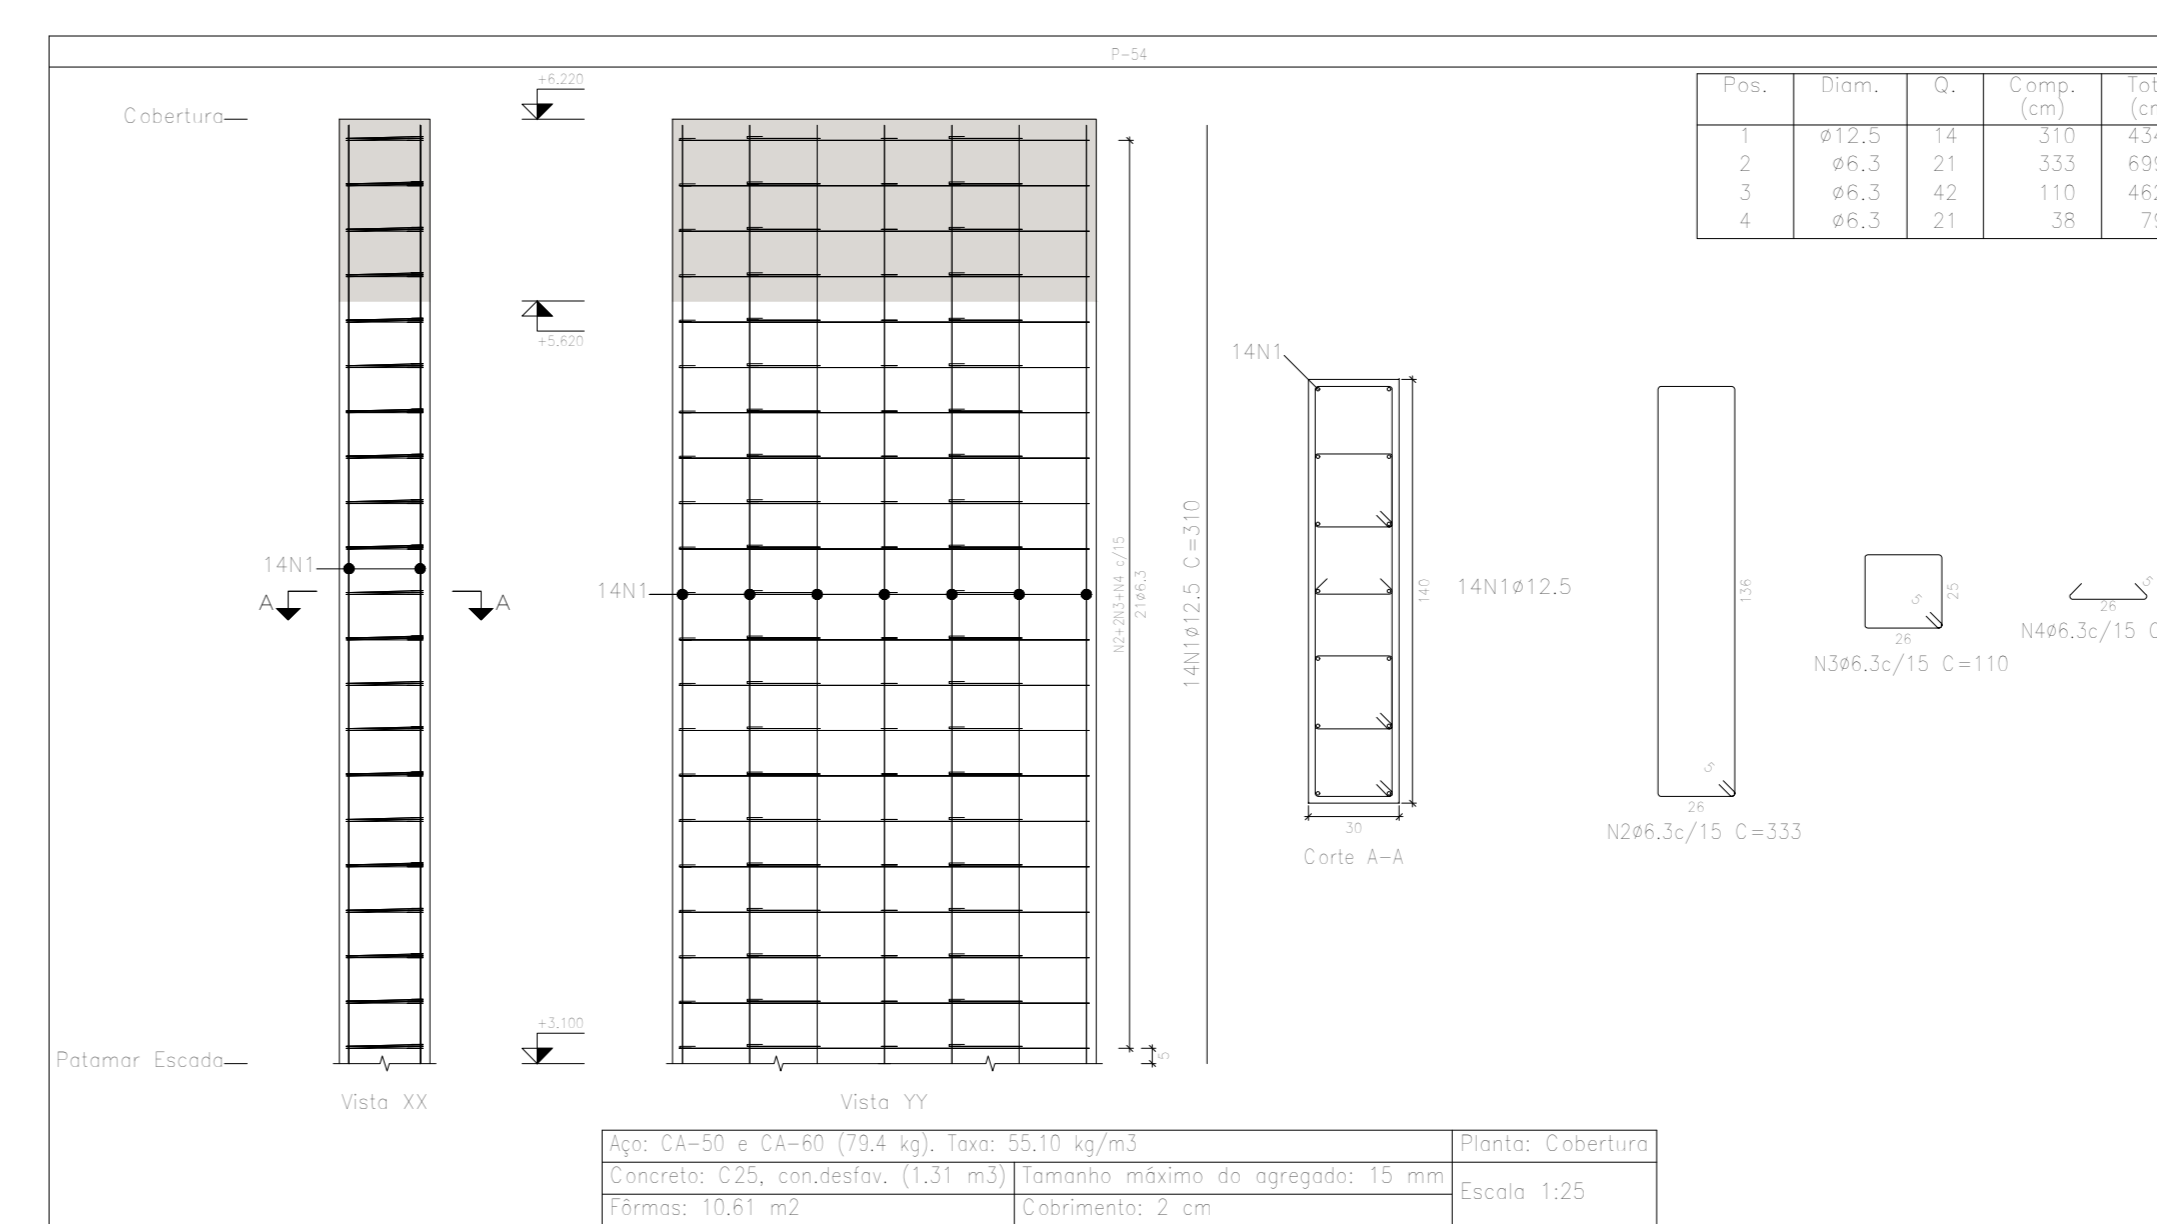 P-54
Cobertura
+6.220
+5.620
14N1
A
A
+3.100
Patamar Escada
Vista XX
14N1
Vista YY
N2+2N3+N4 c/15
21ø6.3
5
14N1ø12.5 C=310
14N1
140
30
Corte A-A
14N1ø12.5
136
5
26
N2ø6.3c/15 C=333
25
5
26
N3ø6.3c/15 C=110
5
26
N4ø6.3c/15
Pos. Diam. Q. Comp. (cm)
1 ø12.5 14 310
2 ø6.3 21 333
3 ø6.3 42 110
4 ø6.3 21 38
Aço: CA-50 e CA-60 (79.4 kg). Taxa: 55.10 kg/m3
Planta: Cobertura
Concreto: C25, con.desfav. (1.31 m3)
Tamanho máximo do agregado: 15 mm
Escala 1:25
Fôrmas: 10.61 m2
Cobrimento: 2 cm